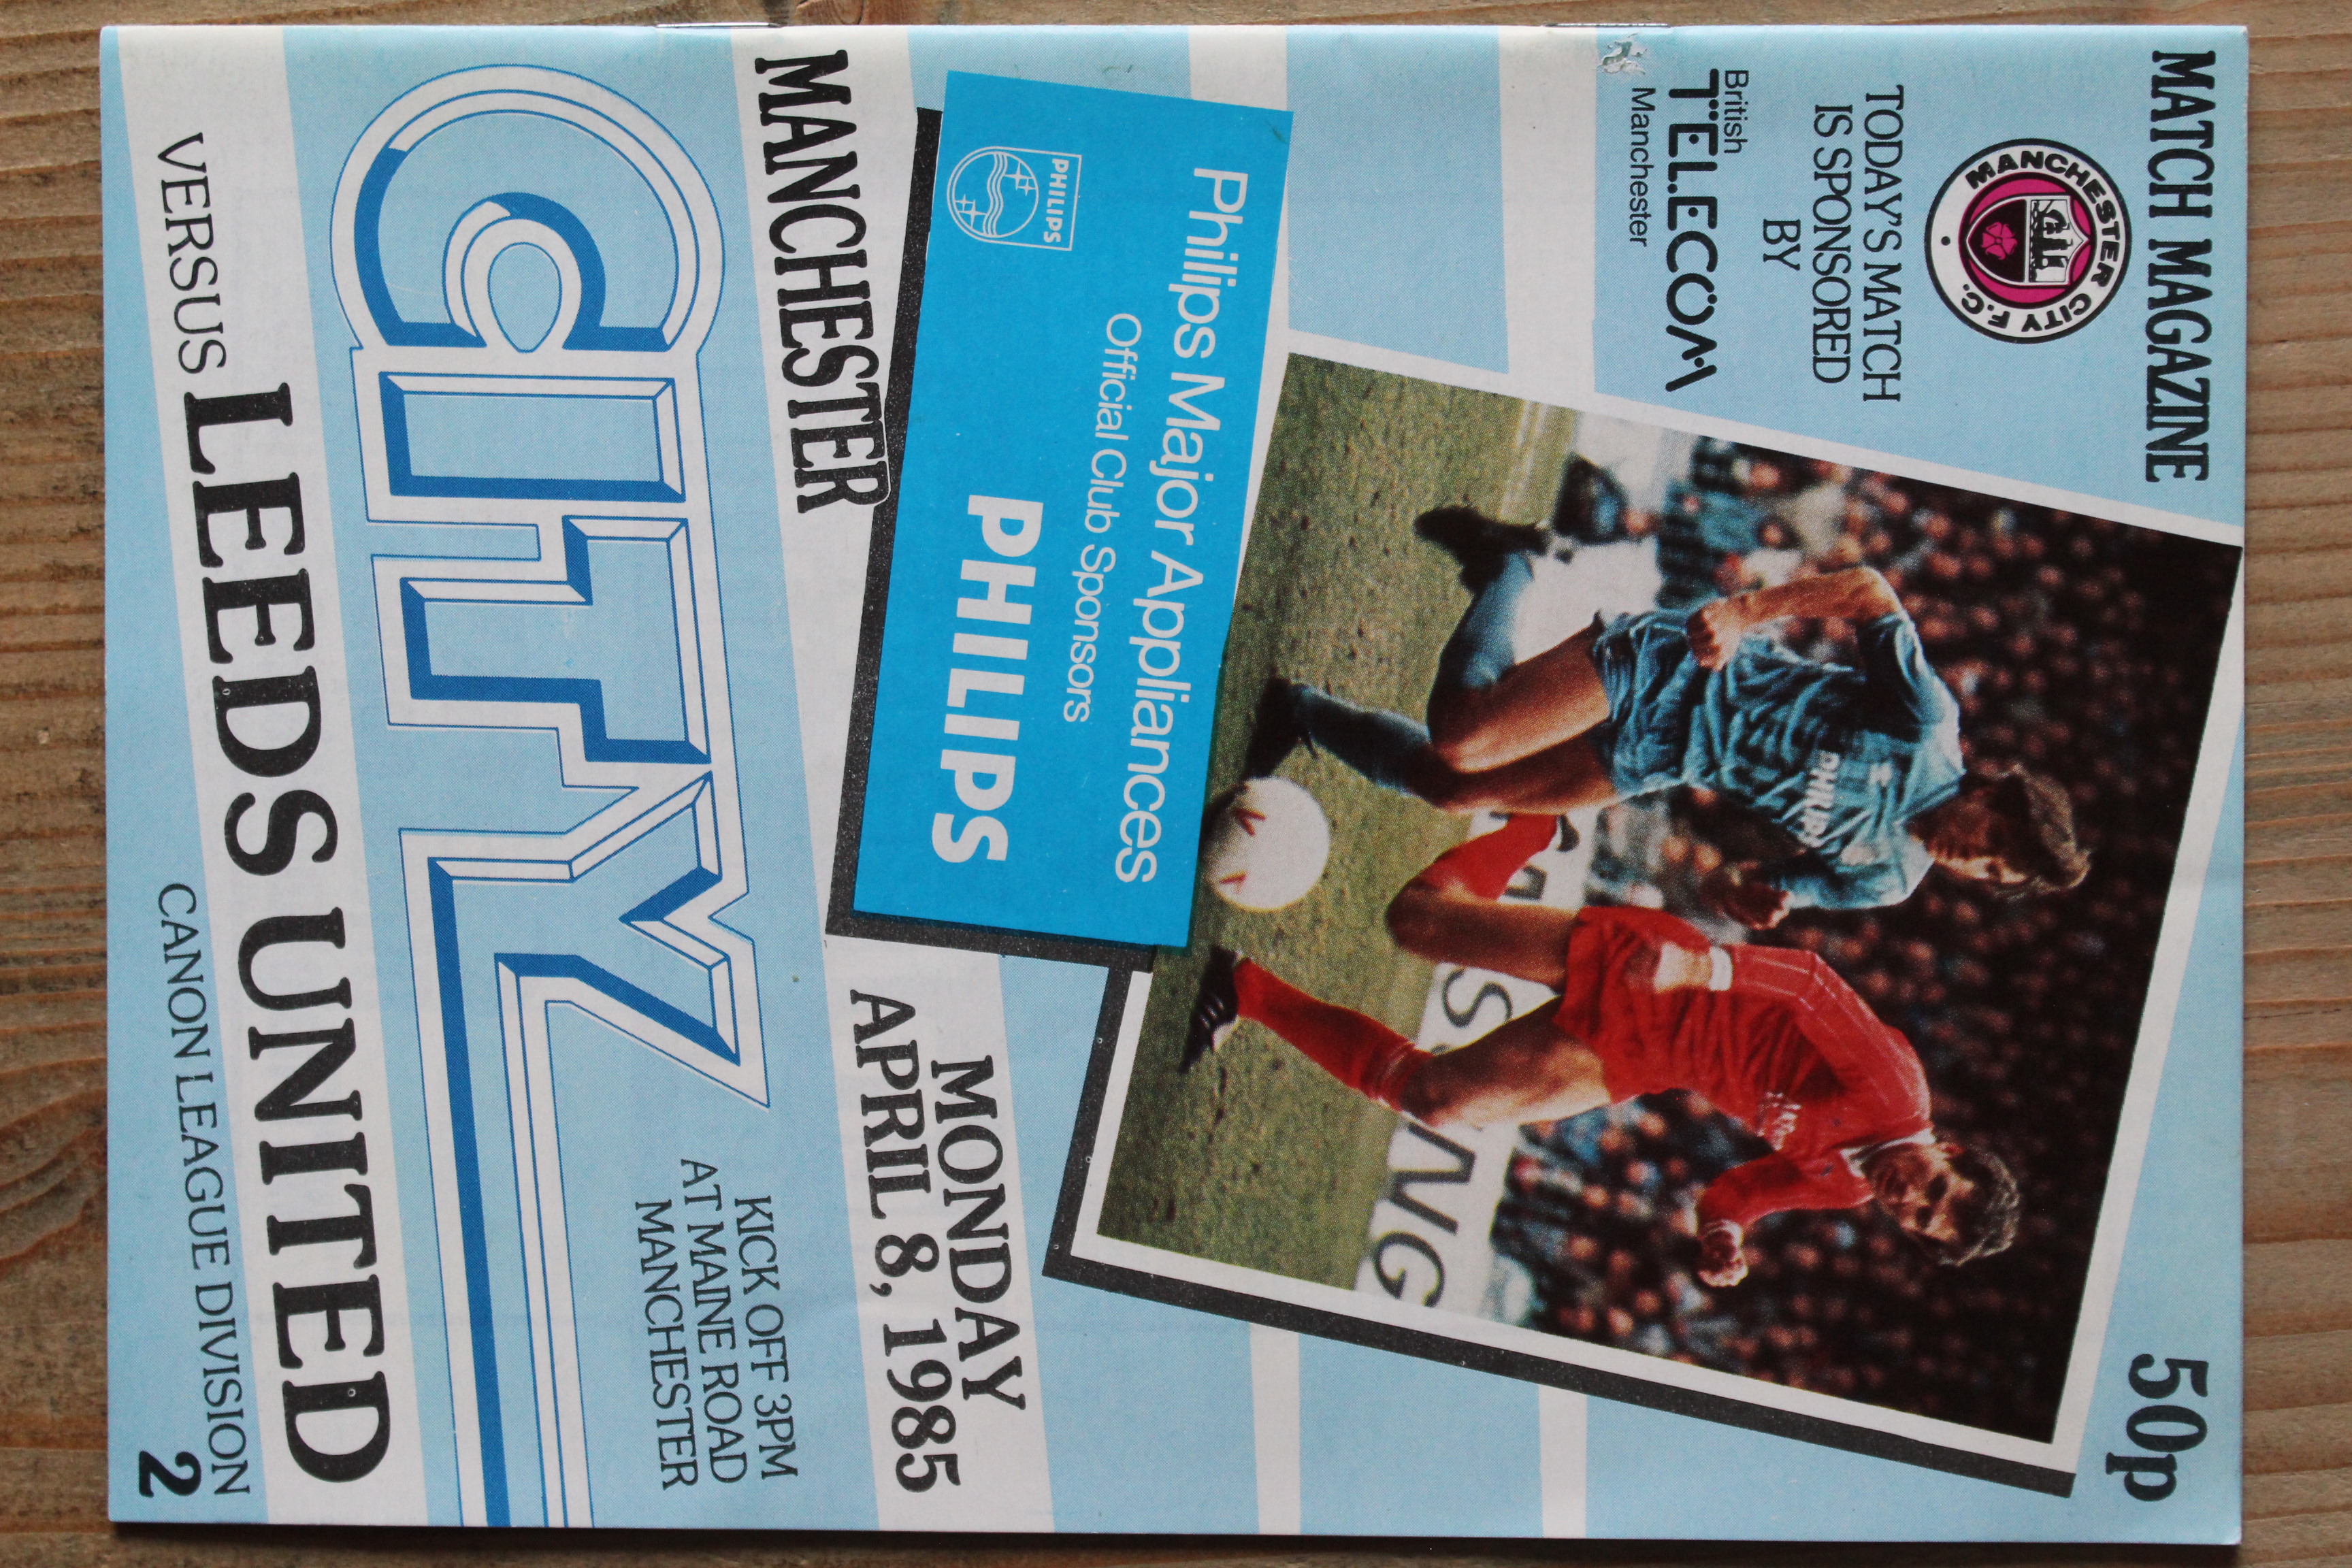 MATCH MAGAZINE
50p
MANCHESTER CITY F.C.
TODAY'S MATCH
IS SPONSORED
BY
British
TELECOM
Manchester
PHILIPS
Philips Major Appliances
Official Club Sponsors
PHILIPS
PHILIPS
MONDAY
APRIL 8, 1985
MANCHESTER
CITY
KICK OFF 3PM
AT MAINE ROAD
MANCHESTER
VERSUS LEEDS UNITED
CANON LEAGUE DIVISION
2